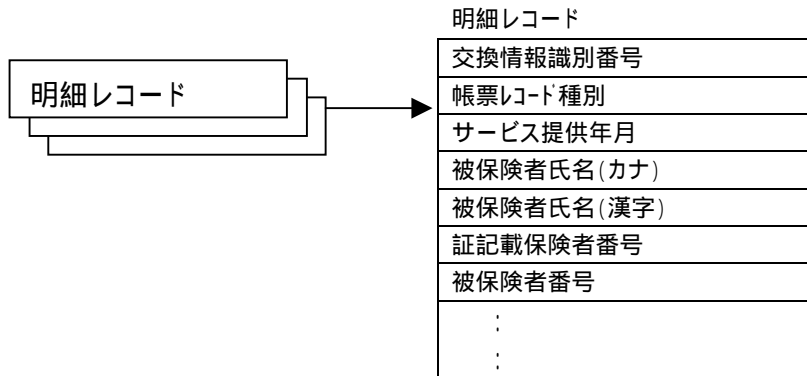 明細レコード
明細レコード
交換情報識別番号
帳票ﾚｺｰﾄﾞ種別
サービス提供年月
被保険者氏名(カナ)
被保険者氏名(漢字)
証記載保険者番号
被保険者番号
:
: